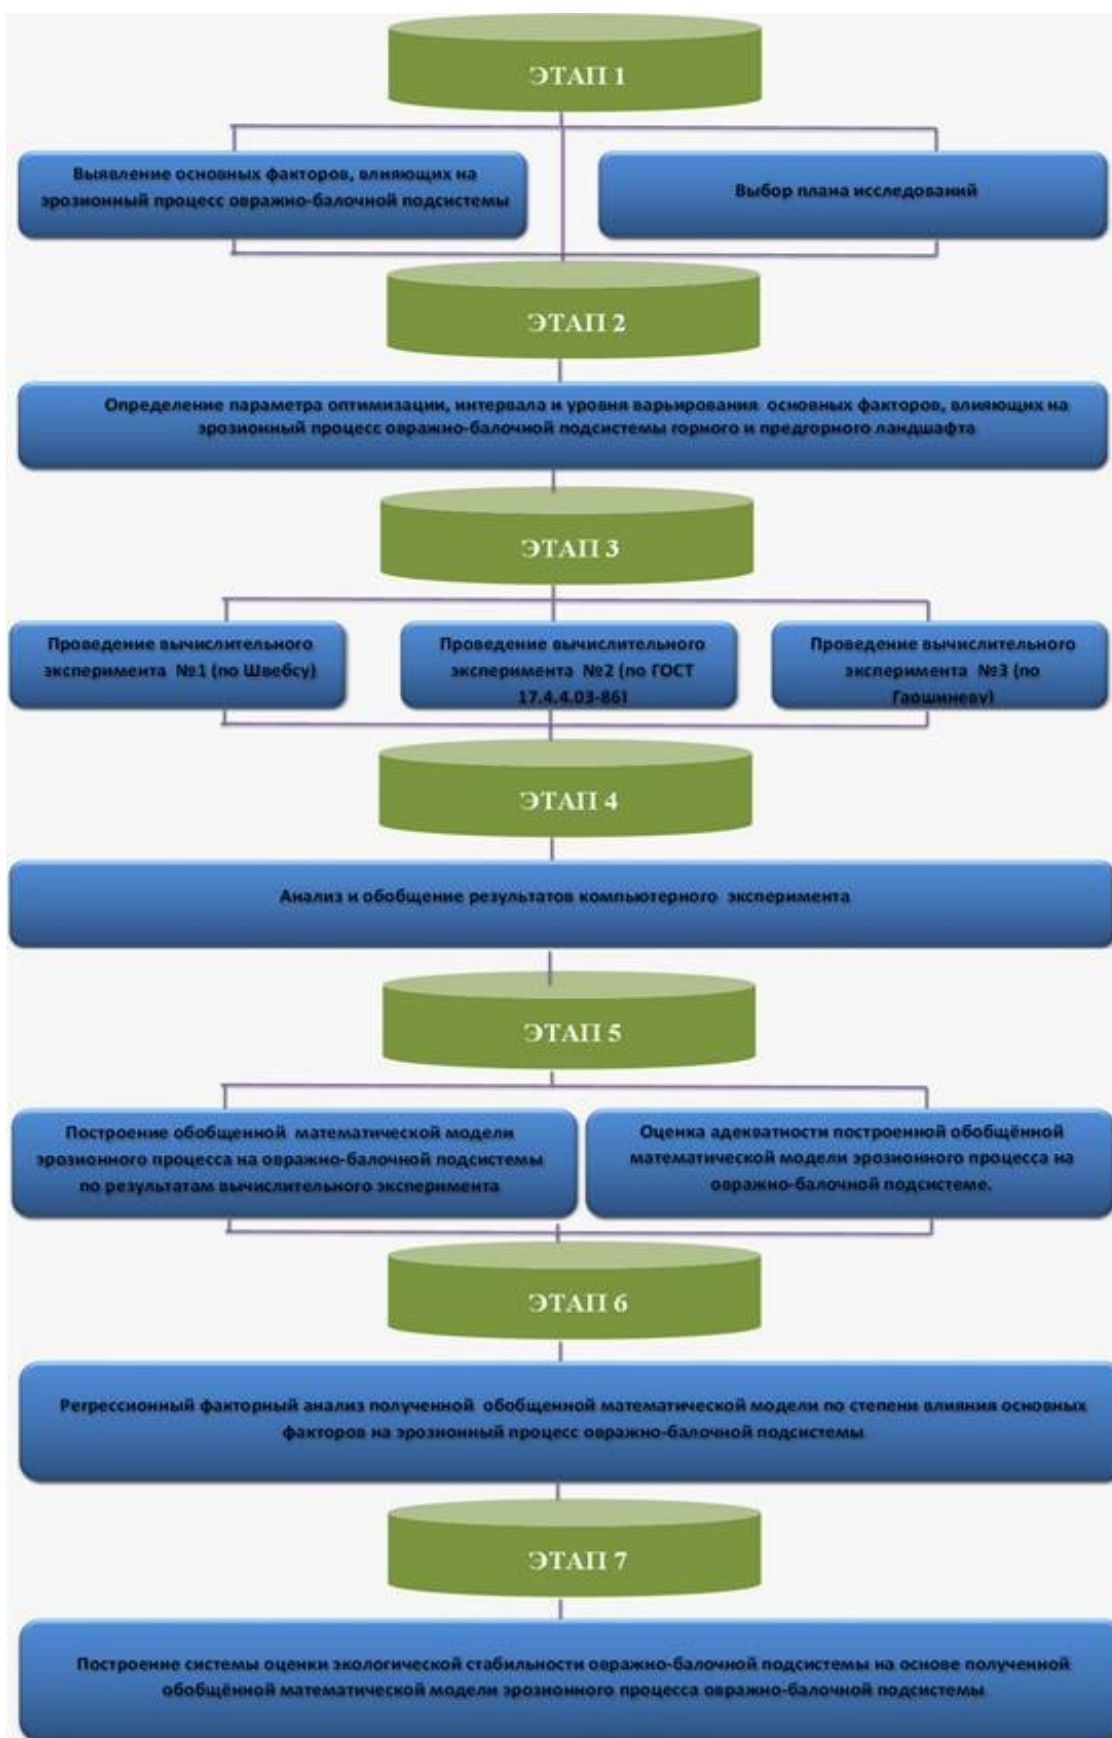 ЭТАП 1
Выявление основных факторов, влияющих на
эрозионный процесс овражно-балочной подсистемы
Выбор плана исследований
ЭТАП 2
Определение параметра оптимизации, интервала и уровня варьирования основных факторов, влияющих на
эрозионный процесс овражно-балочной подсистемы горного и предгорного ландшафта
ЭТАП 3
Проведение вычислительного
эксперимента №1 (по Швебсу)
Проведение вычислительного
эксперимента №2 (по ГОСТ
17.4.4.03-86)
Проведение вычислительного
эксперимента №3 (по
Гаршиневу)
ЭТАП 4
Анализ и обобщение результатов компьютерного эксперимента
ЭТАП 5
Построение обобщенной математической модели
эрозионного процесса на овражно-балочной подсистемы
по результатам вычислительного эксперимента
Оценка адекватности построенной обобщённой
математической модели эрозионного процесса на
овражно-балочной подсистеме.
ЭТАП 6
Регрессионный факторный анализ полученной обобщенной математической модели по степени влияния основных
факторов на эрозионный процесс овражно-балочной подсистемы
ЭТАП 7
Построение системы оценки экологической стабильности овражно-балочной подсистемы на основе полученной
обобщённой математической модели эрозионного процесса овражно-балочной подсистемы